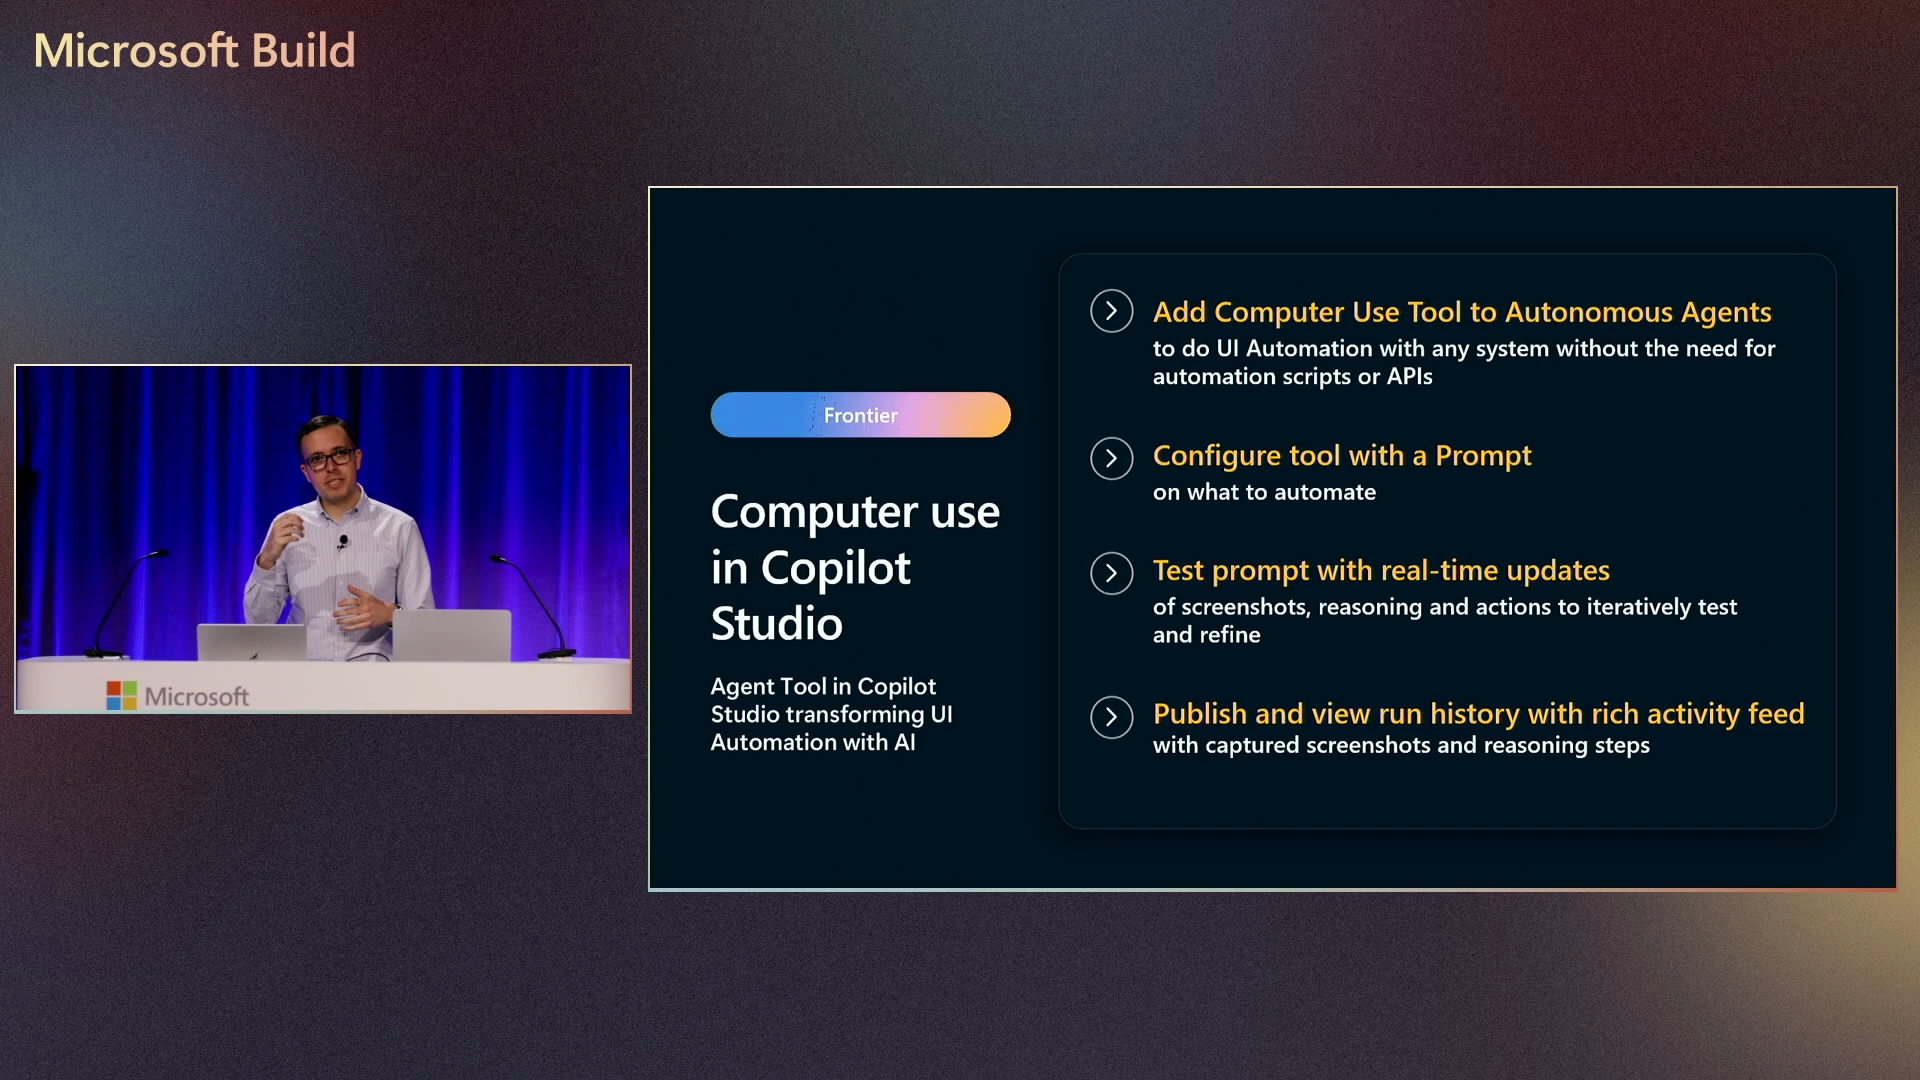 Microsoft Build
Microsoft
Frontier
Computer use
in Copilot
Studio
Agent Tool in Copilot
Studio transforming UI
Automation with AI
Add Computer Use Tool to Autonomous Agents
to do UI Automation with any system without the need for
automation scripts or APIs
Configure tool with a Prompt
on what to automate
Test prompt with real-time updates
of screenshots, reasoning and actions to iteratively test
and refine
Publish and view run history with rich activity feed
with captured screenshots and reasoning steps